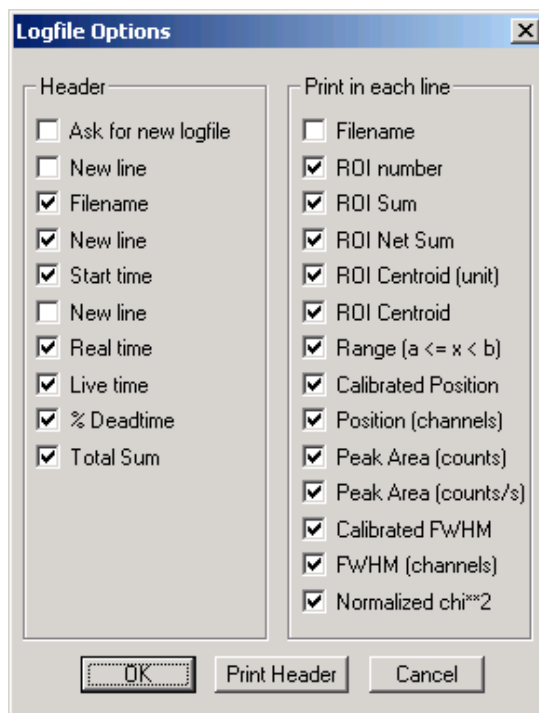 Logfile Options
Header
Ask for new logfile
New line
Filename
New line
Start time
New line
Real time
Live time
% Deadtime
Total Sum
Print in each line
Filename
ROI number
ROI Sum
ROI Net Sum
ROI Centroid (unit)
ROI Centroid
Range (a <= x < b)
Calibrated Position
Position (channels)
Peak Area (counts)
Peak Area (counts/s)
Calibrated FWHM
FWHM (channels)
Normalized chi**2
OK
Print Header
Cancel